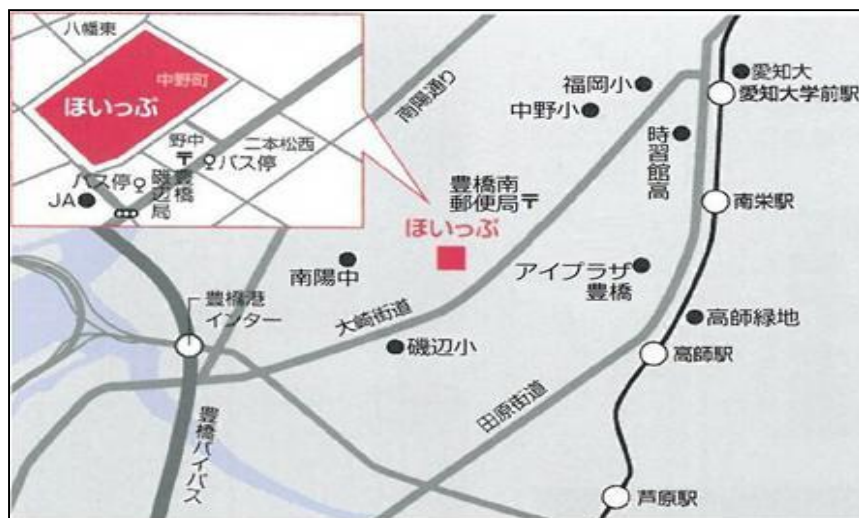 八幡東
中野町
ほいっぷ
野中
〒
二本松西
バス停
バス停
豊橋
磯辺局
JA
南陽通り
福岡小
中野小
愛知大
愛知大学前駅
時習館高
豊橋南
郵便局〒
ほいっぷ
南栄駅
南陽中
アイプラザ
豊橋
豊橋港
インター
大崎街道
磯辺小
高師緑地
高師駅
田原街道
豊橋バイパス
芦原駅